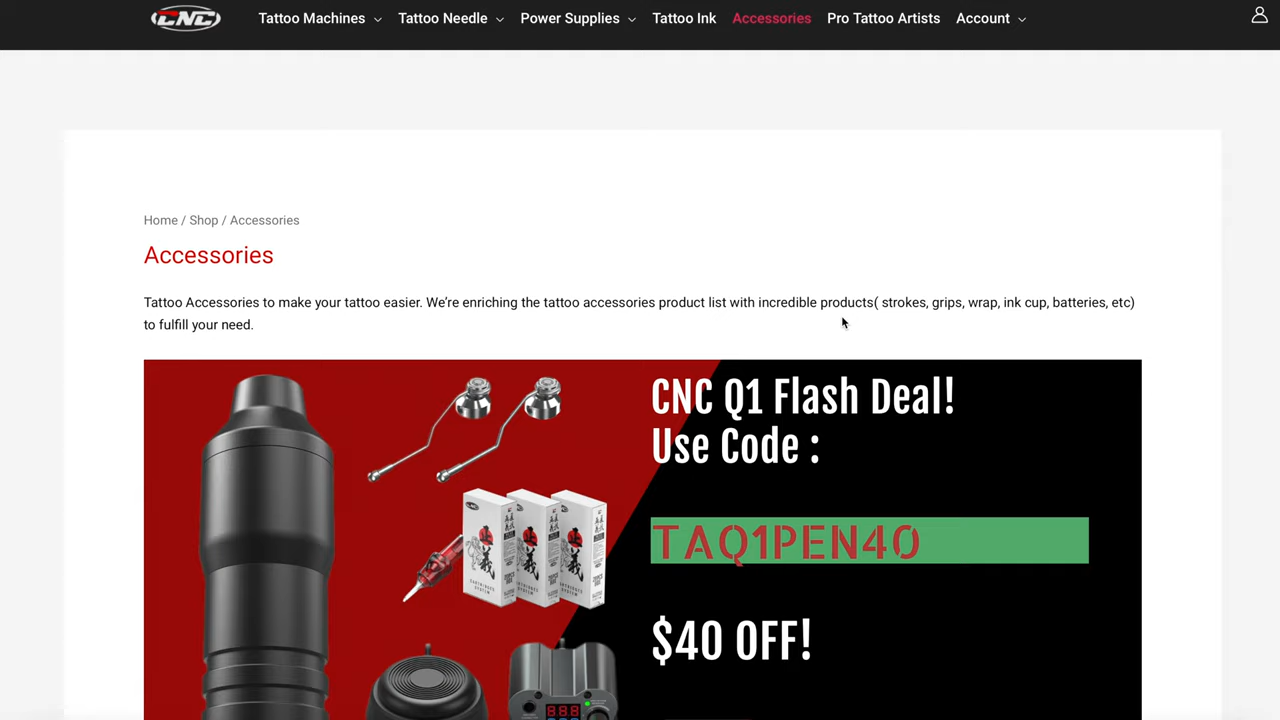 CNC
Tattoo Machines
Tattoo Needle
Power Supplies
Tattoo Ink
Accessories
Pro Tattoo Artists
Account
Home / Shop / Accessories
Accessories
Tattoo Accessories to make your tattoo easier. We’re enriching the tattoo accessories product list with incredible products( strokes, grips, wrap, ink cup, batteries, etc)
to fulfill your need.
CNC Q1 Flash Deal!
Use Code :
TAQ1PEN40
$40 OFF!